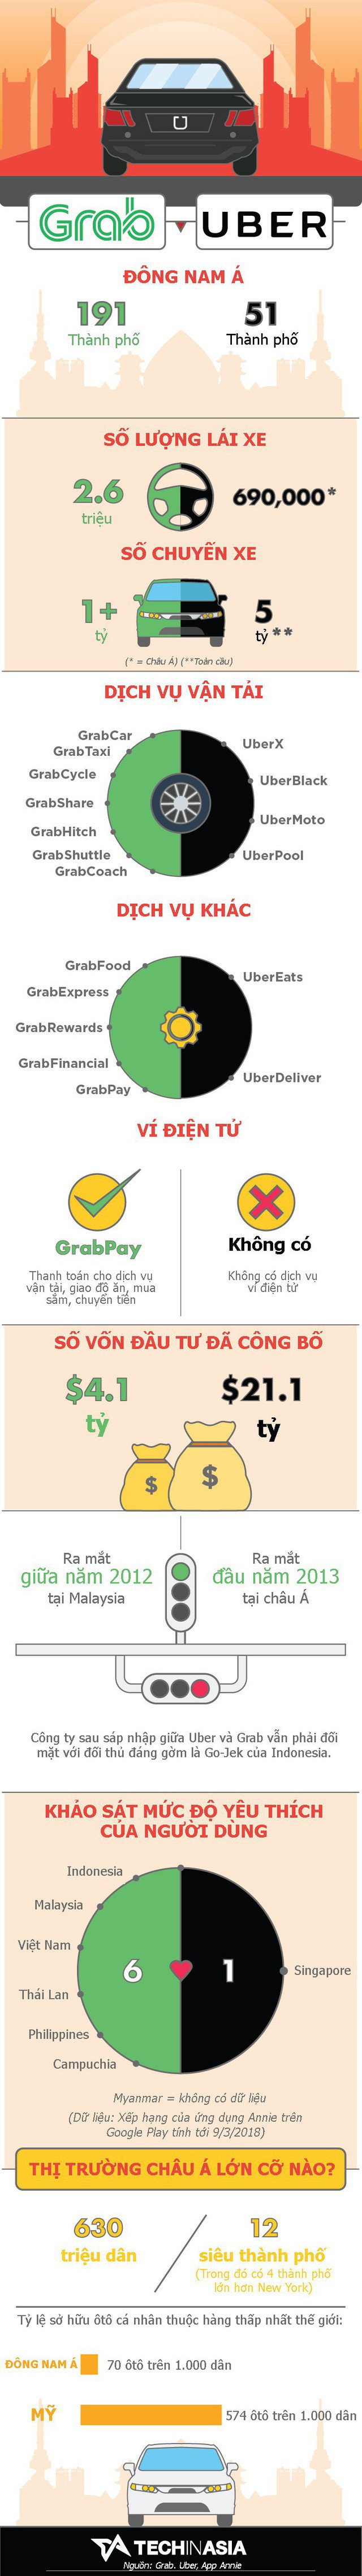 Grab
UBER
ĐÔNG NAM Á
191
Thành phố
51
Thành phố
SỐ LƯỢNG LÁI XE
2.6
triệu
690,000*
SỐ CHUYẾN XE
1+
tỷ
5
tỷ **
(* = Châu Á) (**Toàn cầu)
DỊCH VỤ VẬN TẢI
GrabCar
GrabTaxi
GrabCycle
GrabShare
GrabHitch
GrabShuttle
GrabCoach
UberX
UberBlack
UberMoto
UberPool
DỊCH VỤ KHÁC
GrabFood
GrabExpress
GrabRewards
GrabFinancial
GrabPay
UberEats
UberDeliver
VÍ ĐIỆN TỬ
GrabPay
Thanh toán cho dịch vụ
vận tải, giao đồ ăn, mua
sắm, chuyển tiền
Không có
Không có dịch vụ
ví điện tử
SỐ VỐN ĐẦU TƯ ĐÃ CÔNG BỐ
$4.1
tỷ
$21.1
tỷ
$
$
Ra mắt
giữa năm 2012
tại Malaysia
Ra mắt
đầu năm 2013
tại châu Á
Công ty sau sáp nhập giữa Uber và Grab vẫn phải đối
mặt với đối thủ đáng gờm là Go-Jek của Indonesia.
KHẢO SÁT MỨC ĐỘ YÊU THÍCH
CỦA NGƯỜI DÙNG
Indonesia
Malaysia
Việt Nam
Thái Lan
Philippines
Campuchia
6
1
Singapore
Myanmar = không có dữ liệu
(Dữ liệu: Xếp hạng của ứng dụng Annie trên
Google Play tính tới 9/3/2018)
THỊ TRƯỜNG CHÂU Á LỚN CỠ NÀO?
630
triệu dân
12
siêu thành phố
(Trong đó có 4 thành phố
lớn hơn New York)
Tỷ lệ sở hữu ôtô cá nhân thuộc hàng thấp nhất thế giới:
ĐÔNG NAM Á
70 ôtô trên 1.000 dân
MỸ
574 ôtô trên 1.000 dân
TECHINASIA
Nguồn: Grab. Uber, App Annie